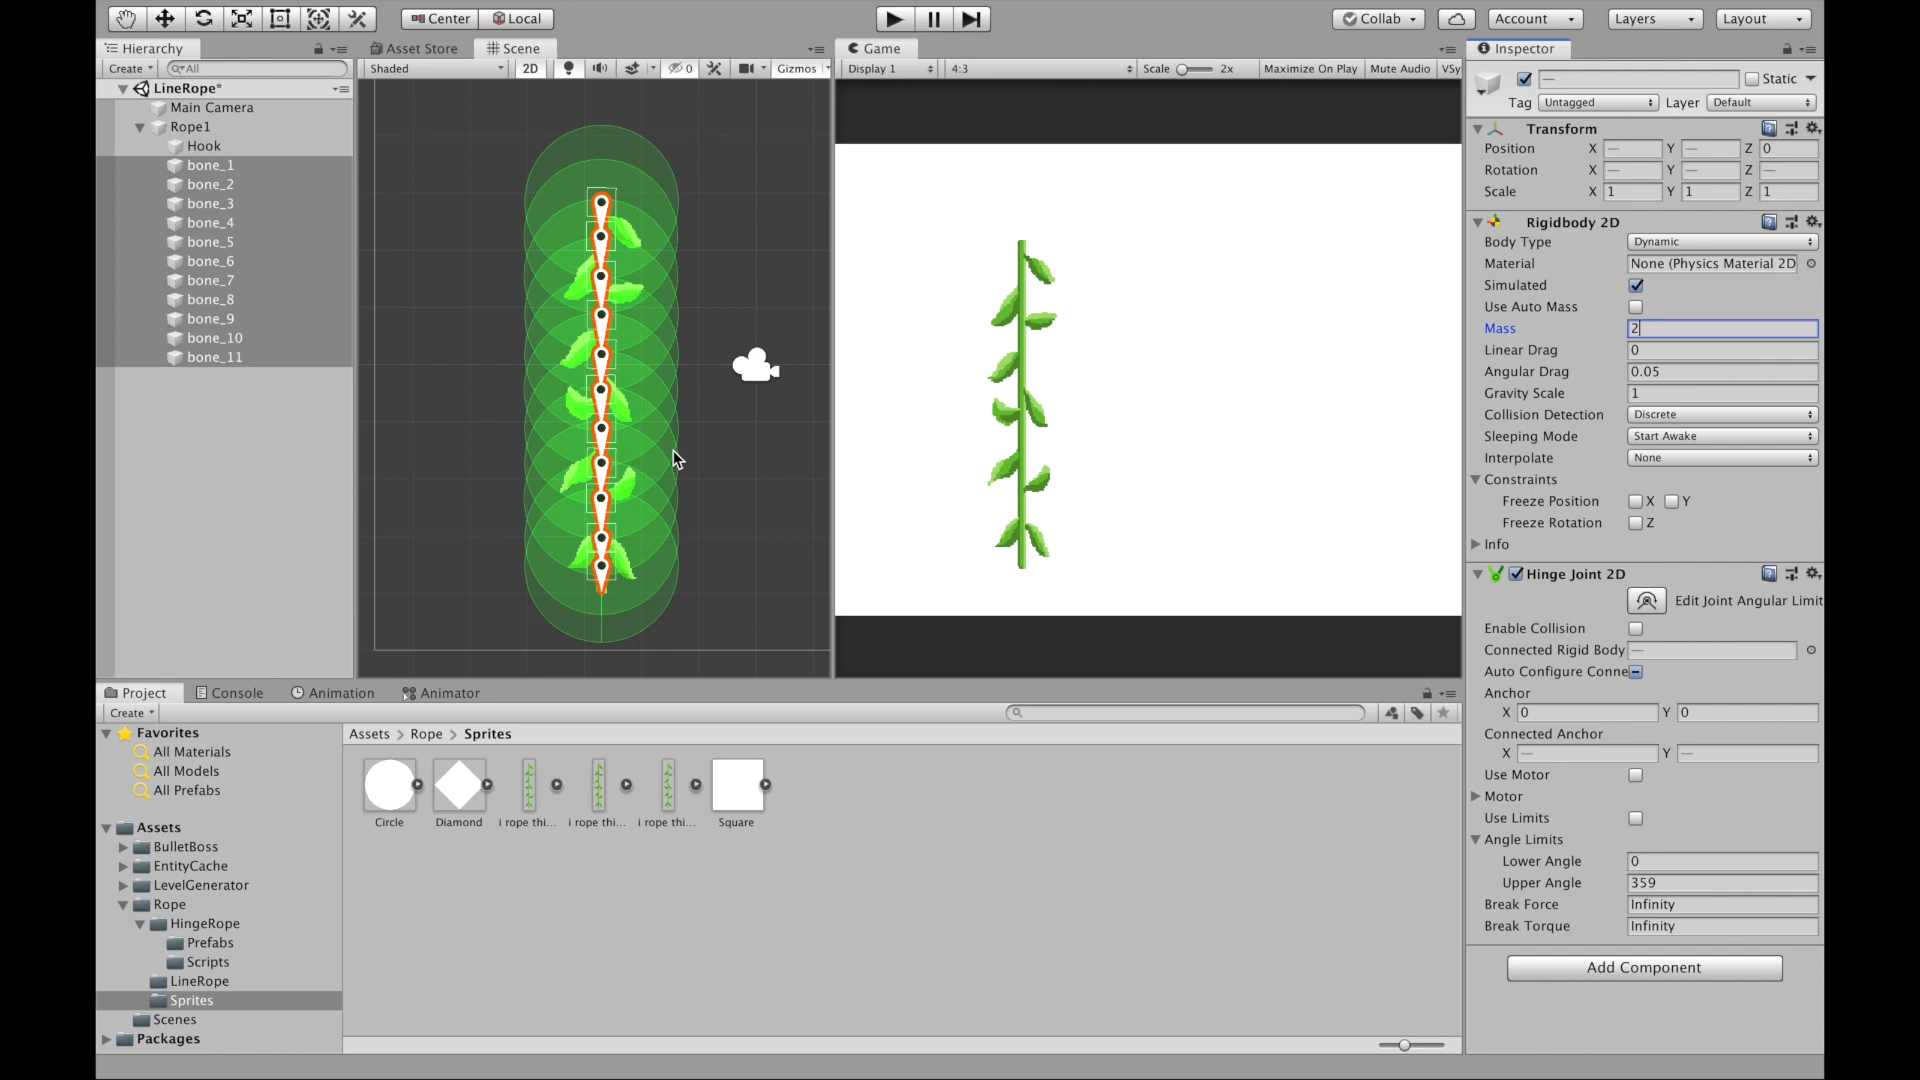 Center
Local
Collab
Account
Layers
Layout
Hierarchy
Asset Store
Scene
Game
Inspector
Create
All
Shaded
2D
0
Gizmos
Display 1
4:3
Scale
2x
Maximize On Play
Mute Audio
VSy
—
Static
LineRope*
Tag
Untagged
Layer
Default
Main Camera
Rope1
Hook
bone_1
bone_2
bone_3
bone_4
bone_5
bone_6
bone_7
bone_8
bone_9
bone_10
bone_11
Transform
Position X — Y — Z 0
Rotation X — Y — Z —
Scale X 1 Y 1 Z 1
Rigidbody 2D
Body Type Dynamic
Material None (Physics Material 2D
Simulated
Use Auto Mass
Mass 2
Linear Drag 0
Angular Drag 0.05
Gravity Scale 1
Collision Detection Discrete
Sleeping Mode Start Awake
Interpolate None
Constraints
Freeze Position X Y
Freeze Rotation Z
Info
Hinge Joint 2D
Edit Joint Angular Limit
Enable Collision
Connected Rigid Body —
Auto Configure Conne
Anchor
X 0 Y 0
Connected Anchor
X — Y —
Use Motor
Motor
Use Limits
Angle Limits
Lower Angle 0
Upper Angle 359
Break Force Infinity
Break Torque Infinity
Add Component
Project
Console
Animation
Animator
Create
Favorites
All Materials
All Models
All Prefabs
Assets
BulletBoss
EntityCache
LevelGenerator
Rope
HingeRope
Prefabs
Scripts
LineRope
Sprites
Scenes
Packages
Assets > Rope > Sprites
Circle
Diamond
i rope thi...
i rope thi...
i rope thi...
Square